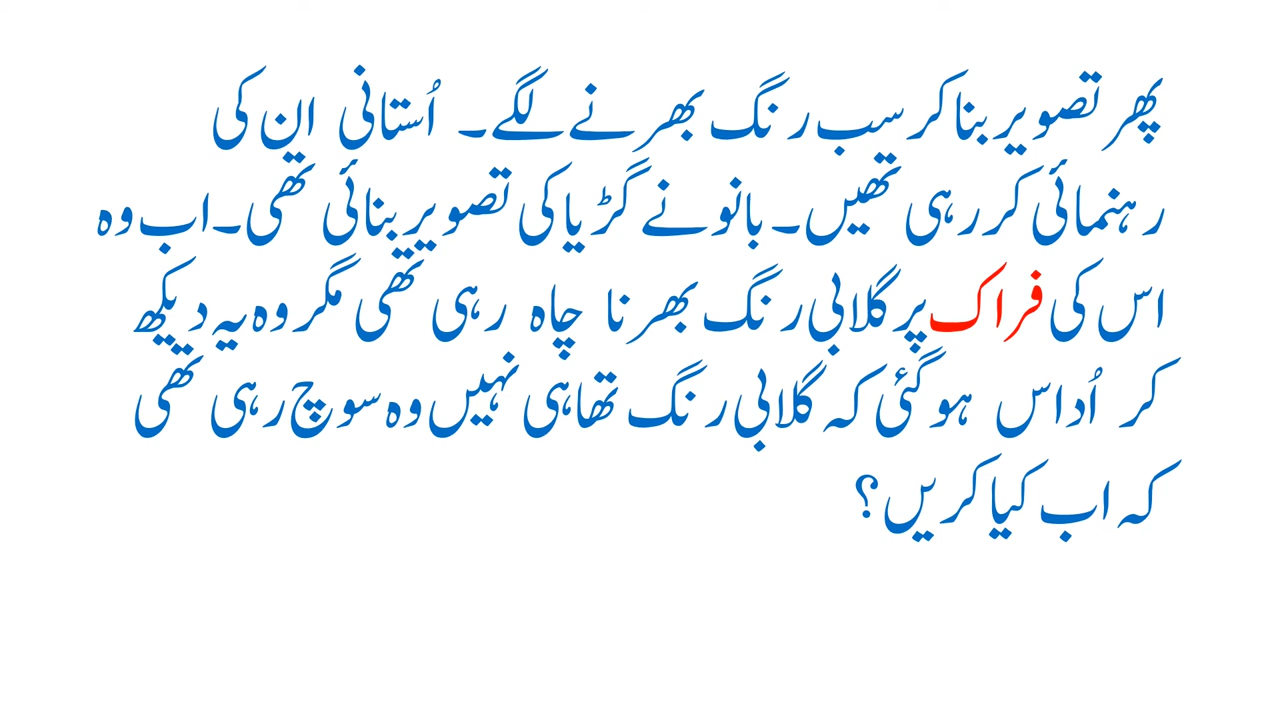 پھر تصویر بنا کر سب رنگ بھرنے لگے۔ اُستانی ان کی
رہنمائی کر رہی تھیں۔ بانو نے گڑیا کی تصویر بنائی تھی۔ اب وہ
اس کی فراک پر گلابی رنگ بھرنا چاہ رہی تھی مگر وہ یہ دیکھ
کر اُداس ہوگئی کہ گلابی رنگ تھا ہی نہیں وہ سوچ رہی تھی
کہ اب کیا کریں؟